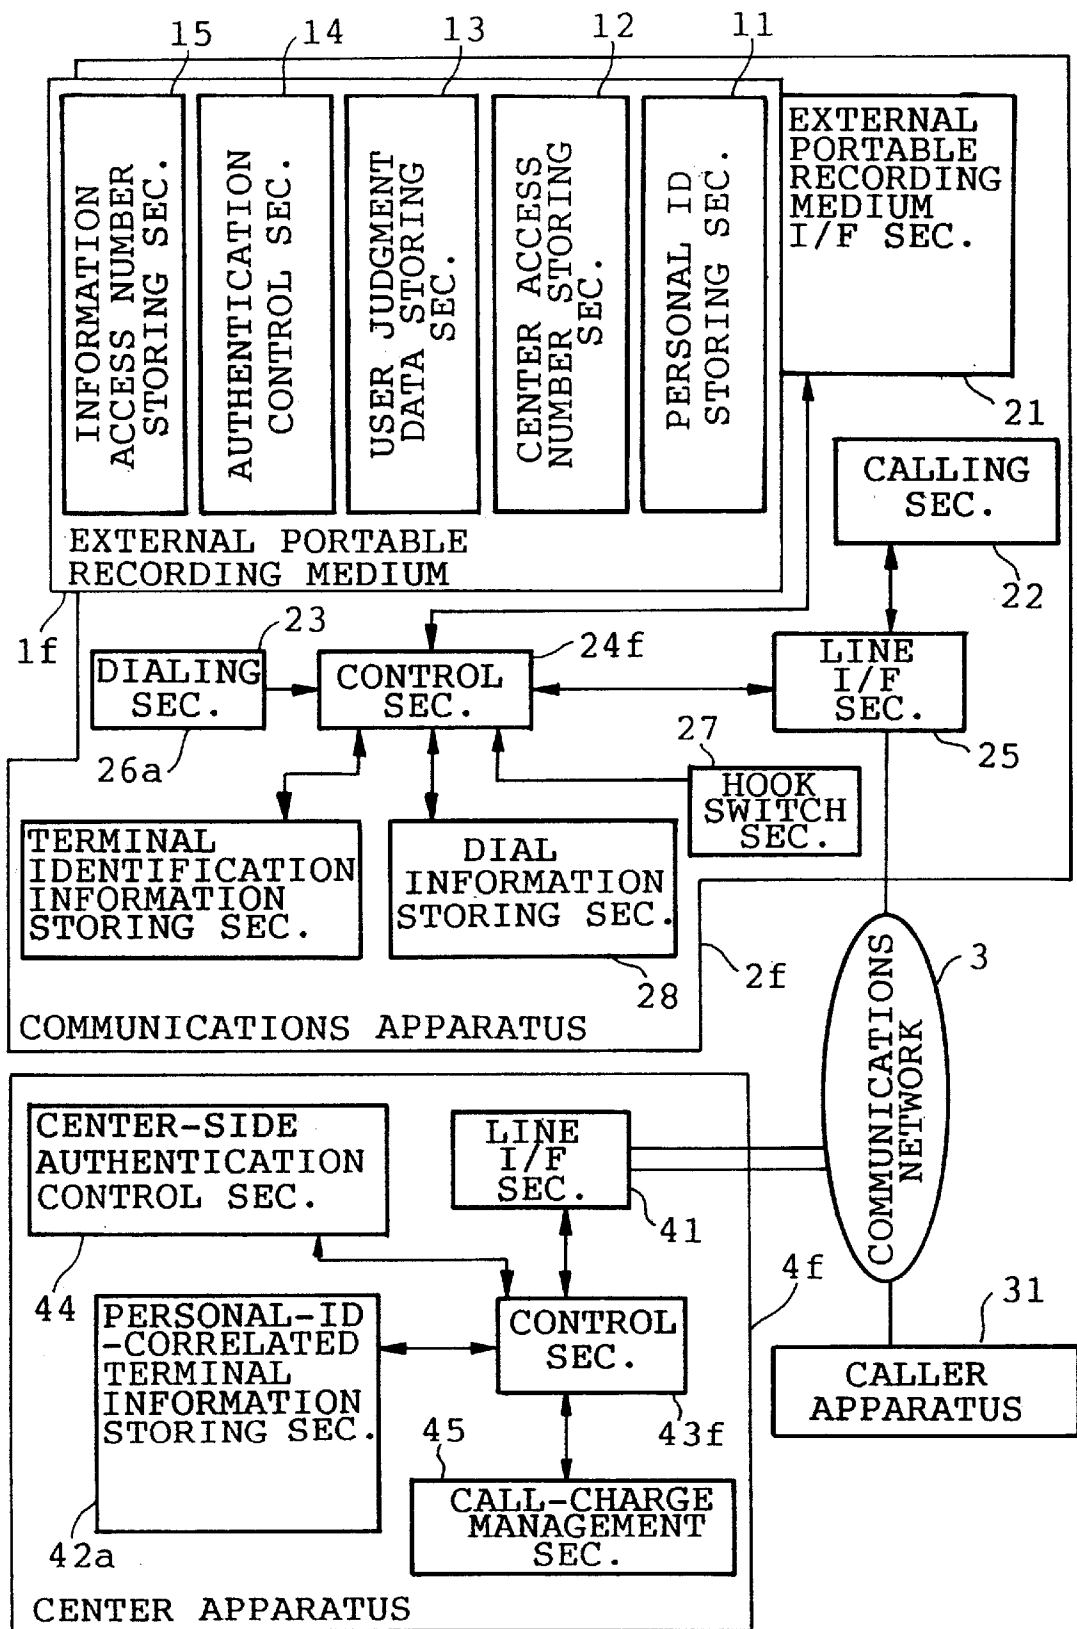 15
14
13
12
11
INFORMATION
ACCESS NUMBER
STORING SEC.
AUTHENTICATION
CONTROL SEC.
USER JUDGMENT
DATA STORING
SEC.
CENTER ACCESS
NUMBER STORING
SEC.
PERSONAL ID
STORING SEC.
EXTERNAL
PORTABLE
RECORDING
MEDIUM
I/F SEC.
21
EXTERNAL PORTABLE
RECORDING MEDIUM
1f
CALLING
SEC.
22
23
DIALING
SEC.
26a
CONTROL
SEC.
24f
LINE
I/F
SEC.
25
27
HOOK
SWITCH
SEC.
TERMINAL
IDENTIFICATION
INFORMATION
STORING SEC.
DIAL
INFORMATION
STORING SEC.
28
2f
COMMUNICATIONS APPARATUS
3
COMMUNICATIONS
NETWORK
CENTER-SIDE
AUTHENTICATION
CONTROL SEC.
44
LINE
I/F
SEC.
41
4f
PERSONAL-ID
-CORRELATED
TERMINAL
INFORMATION
STORING SEC.
42a
CONTROL
SEC.
43f
31
CALLER
APPARATUS
45
CALL-CHARGE
MANAGEMENT
SEC.
CENTER APPARATUS